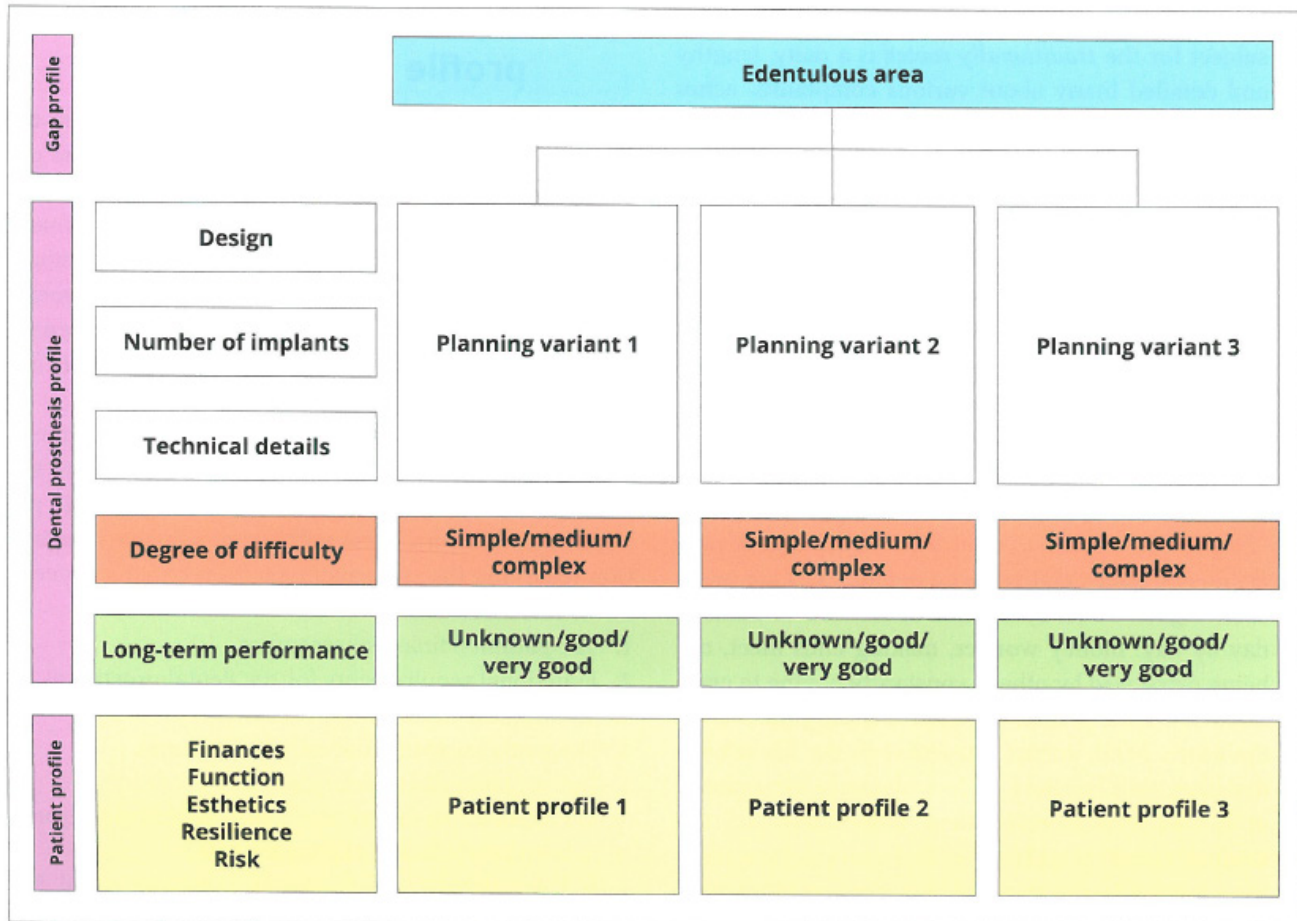 Gap profile
Edentulous area
Dental prosthesis profile
Design
Number of implants
Technical details
Planning variant 1
Planning variant 2
Planning variant 3
Degree of difficulty
Simple/medium/
complex
Simple/medium/
complex
Simple/medium/
complex
Long-term performance
Unknown/good/
very good
Unknown/good/
very good
Unknown/good/
very good
Patient profile
Finances
Function
Esthetics
Resilience
Risk
Patient profile 1
Patient profile 2
Patient profile 3